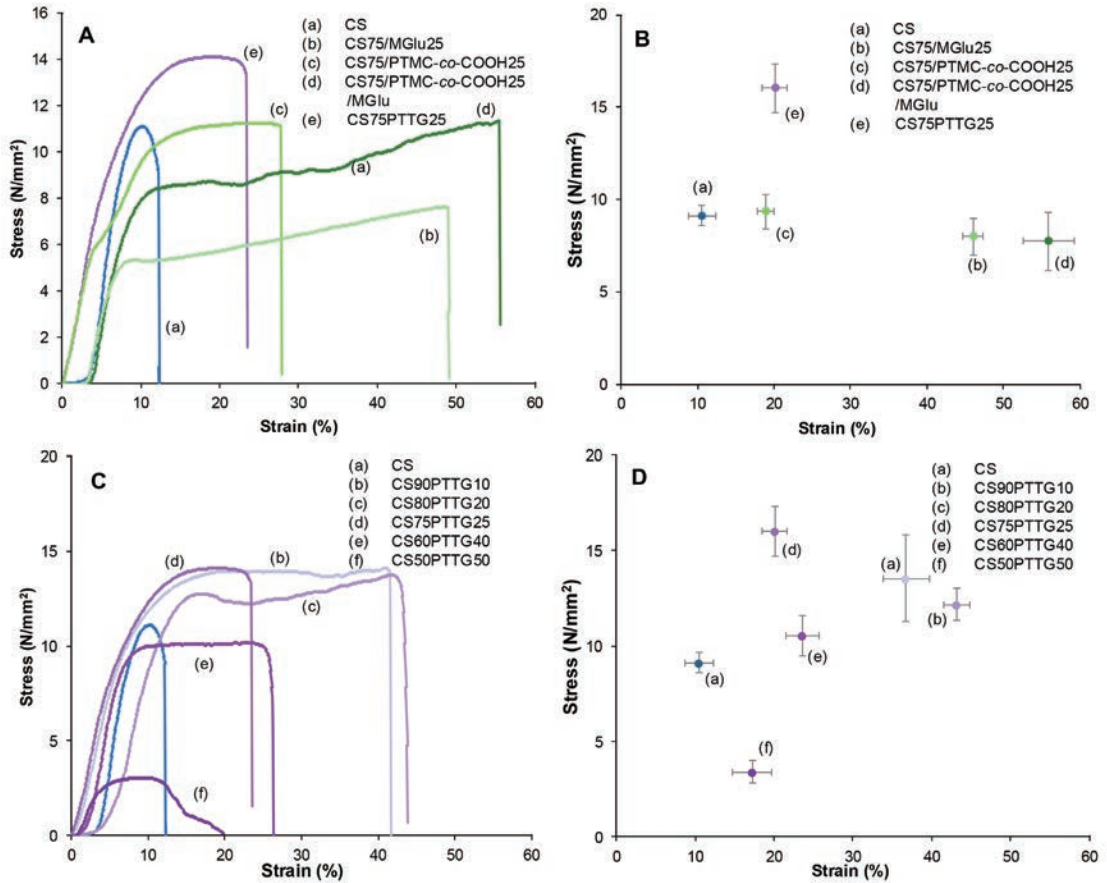 A
(a) CS
(b) CS75/MGlu25
(c) CS75/PTMC-co-COOH25
(d) CS75/PTMC-co-COOH25
/MGlu
(e) CS75PTTG25
(e)
(c)
(d)
(a)
(b)
(a)
16
14
12
10
8
6
4
2
0
Stress (N/mm²)
0 10 20 30 40 50 60
Strain (%)
B
(a) CS
(b) CS75/MGlu25
(c) CS75/PTMC-co-COOH25
(d) CS75/PTMC-co-COOH25
/MGlu
(e) CS75PTTG25
(e)
(a)
(c)
(b)
(d)
20
15
10
5
0
Stress (N/mm²)
0 10 20 30 40 50 60
Strain (%)
C
(a) CS
(b) CS90PTTG10
(c) CS80PTTG20
(d) CS75PTTG25
(e) CS60PTTG40
(f) CS50PTTG50
(d)
(b)
(c)
(e)
(f)
20
15
10
5
0
Stress (N/mm²)
0 10 20 30 40 50 60
Strain (%)
D
(a) CS
(b) CS90PTTG10
(c) CS80PTTG20
(d) CS75PTTG25
(e) CS60PTTG40
(f) CS50PTTG50
(d)
(a)
(b)
(e)
(a)
(f)
20
15
10
5
0
Stress (N/mm²)
0 10 20 30 40 50 60
Strain (%)